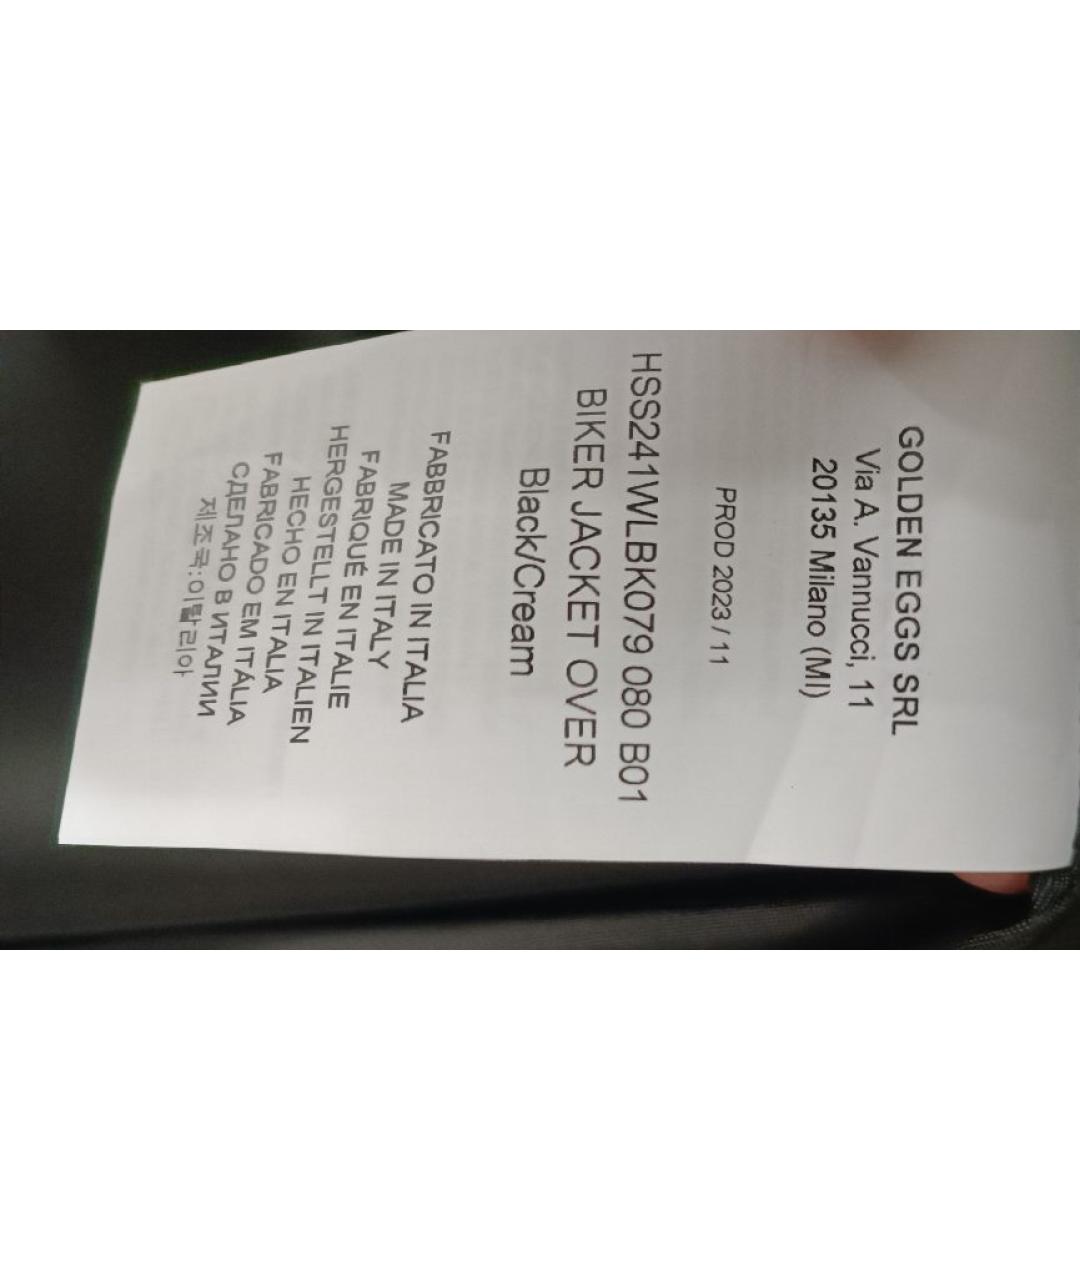 GOLDEN EGGS SRL
Via A. Vannucci, 11
20135 Milano (MI)
PROD 2023 / 11
HSS241WLBK079 080 B01
BIKER JACKET OVER
Black/Cream
FABBRICATO IN ITALIA
MADE IN ITALY
FABRIQUÉ EN ITALIE
HERGESTELLT IN ITALIEN
HECHO EN ITALIA
FABRICADO EM ITÁLIA
СДЕЛАНО В ИТАЛИИ
제조국:이탈리아